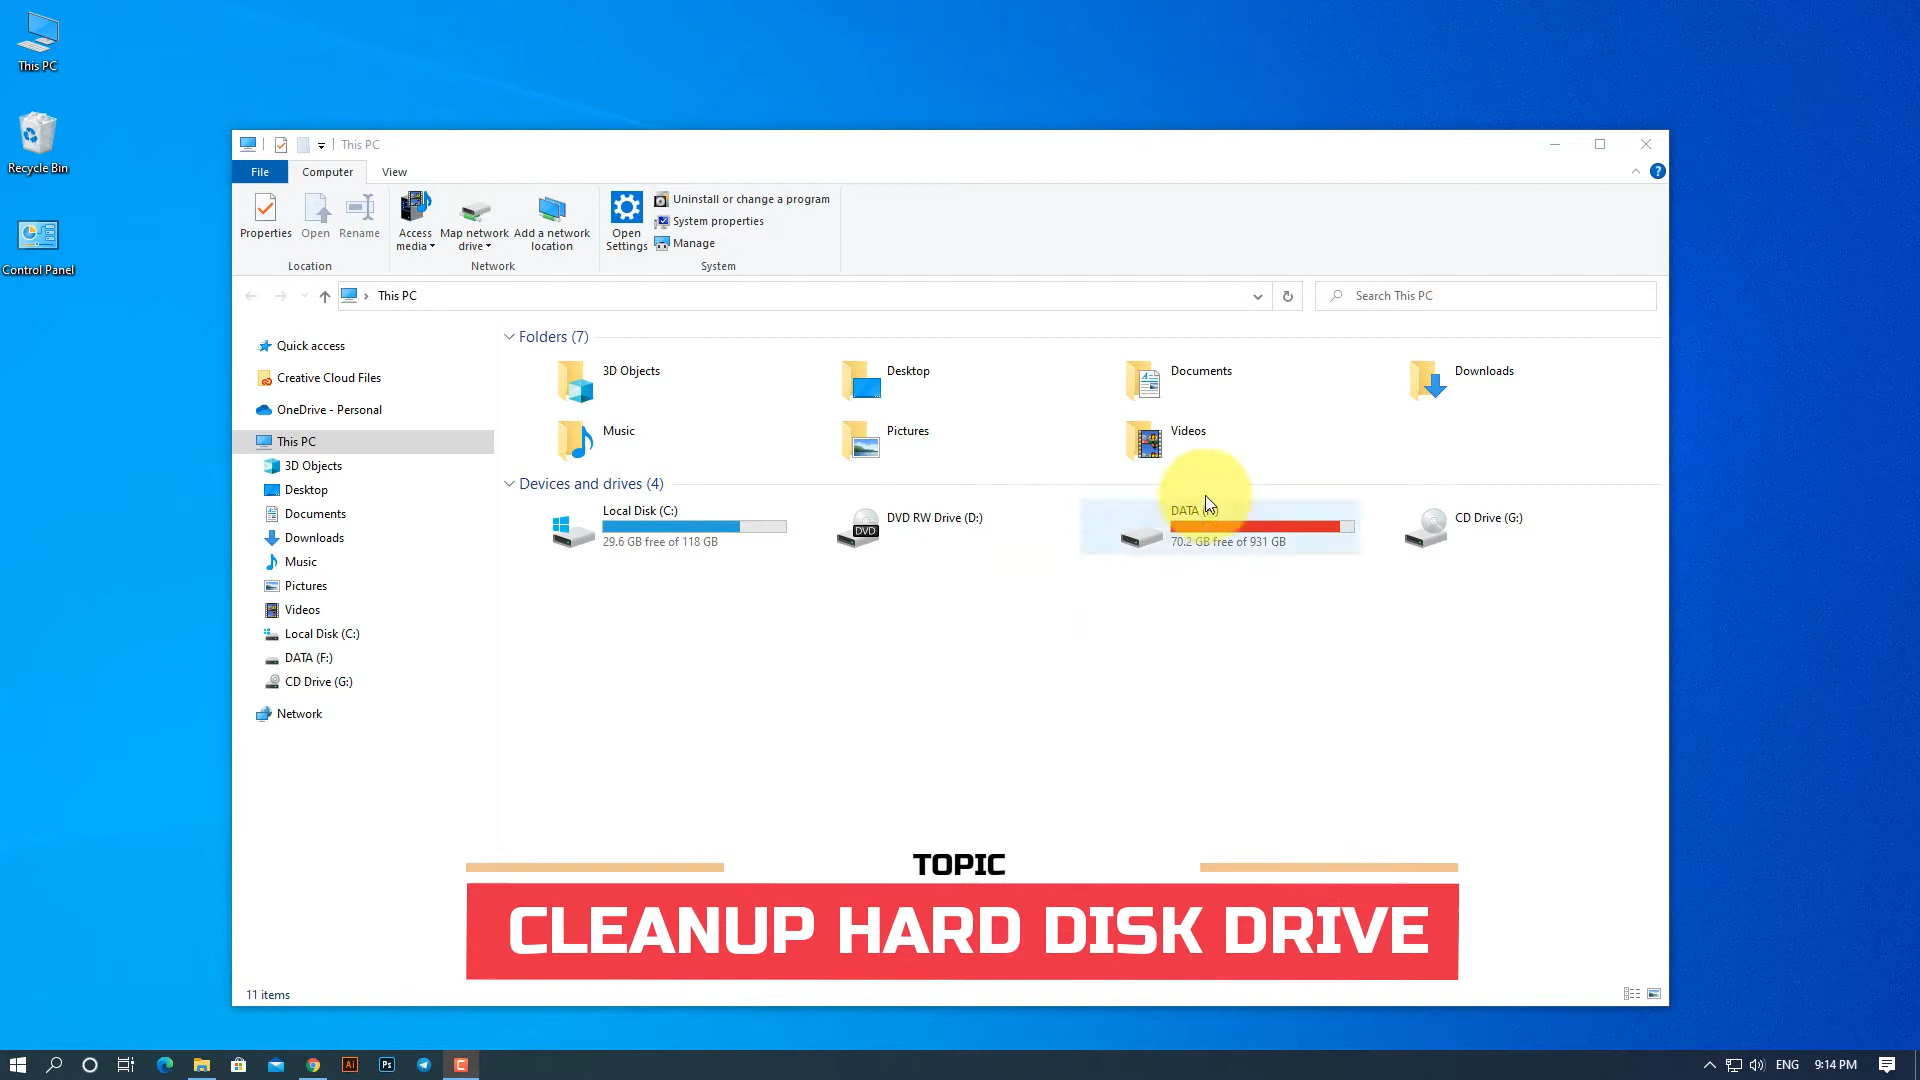 This PC
Recycle Bin
Control Panel
This PC
File
Computer
View
Properties
Open
Rename
Access media
Map network drive
Add a network location
Open Settings
Uninstall or change a program
System properties
Manage
Location
Network
System
This PC
Search This PC
Quick access
Creative Cloud Files
OneDrive - Personal
This PC
3D Objects
Desktop
Documents
Downloads
Music
Pictures
Videos
Local Disk (C:)
DATA (F:)
CD Drive (G:)
Network
Folders (7)
3D Objects
Desktop
Documents
Downloads
Music
Pictures
Videos
Devices and drives (4)
Local Disk (C:)
29.6 GB free of 118 GB
DVD
DVD RW Drive (D:)
DATA
70.2 GB free of 931 GB
CD Drive (G:)
TOPIC
CLEANUP HARD DISK DRIVE
11 items
Ai
Ps
C
ENG
9:14 PM